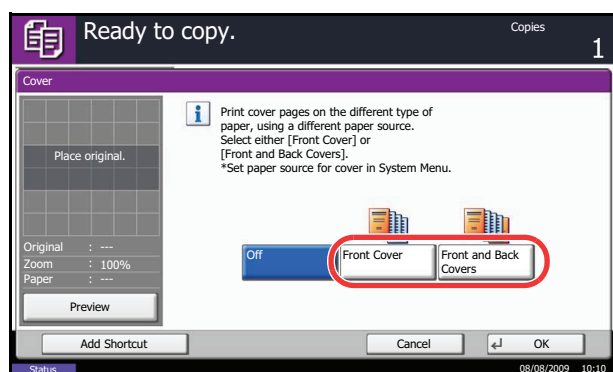 Ready to copy.
Copies
1
Cover
Place original.
Original : ---
Zoom : 100%
Paper : ---
Preview
Print cover pages on the different type of
paper, using a different paper source.
Select either [Front Cover] or
[Front and Back Covers].
*Set paper source for cover in System Menu.
Off
Front Cover
Front and Back
Covers
Add Shortcut
Cancel
OK
Status
08/08/2009 10:10